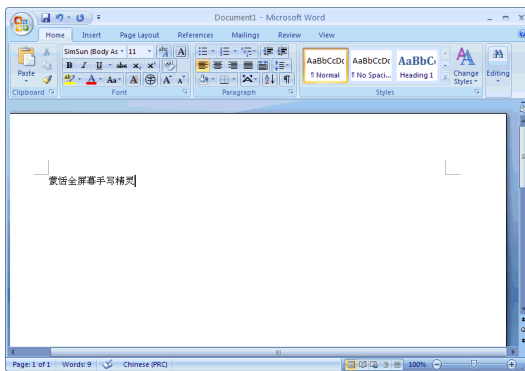 Document1 - Microsoft Word
Home Insert Page Layout References Mailings Review View
SimSun (Body As 11
Paste
B I U abc x₂ x²
Aa A A A
AaBbCcDc AaBbCcDc AaBbCc
¶ Normal ¶ No Spaci... Heading 1
Change Styles
Editing
Clipboard Font Paragraph Styles
蒙恬全屏幕手写精灵
Page: 1 of 1 Words: 9 Chinese (PRC) 100%